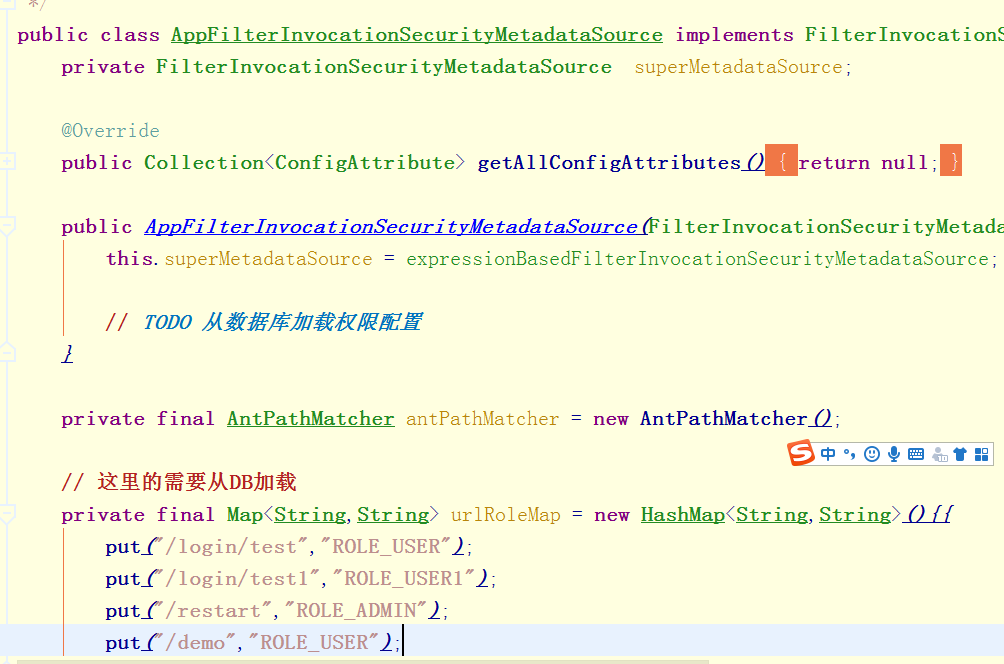 */
public class AppFilterInvocationSecurityMetadataSource implements FilterInvocationS
private FilterInvocationSecurityMetadataSource superMetadataSource;
@Override
public Collection<ConfigAttribute> getAllConfigAttributes() { return null; }
public AppFilterInvocationSecurityMetadataSource(FilterInvocationSecurityMetada
this.superMetadataSource = expressionBasedFilterInvocationSecurityMetadataSource;
// TODO 从数据库加载权限配置
}
private final AntPathMatcher antPathMatcher = new AntPathMatcher();
中
// 这里的需要从DB加载
private final Map<String,String> urlRoleMap = new HashMap<String,String>(){{
put("/login/test","ROLE_USER");
put("/login/test1","ROLE_USER1");
put("/restart","ROLE_ADMIN");
put("/demo","ROLE_USER");